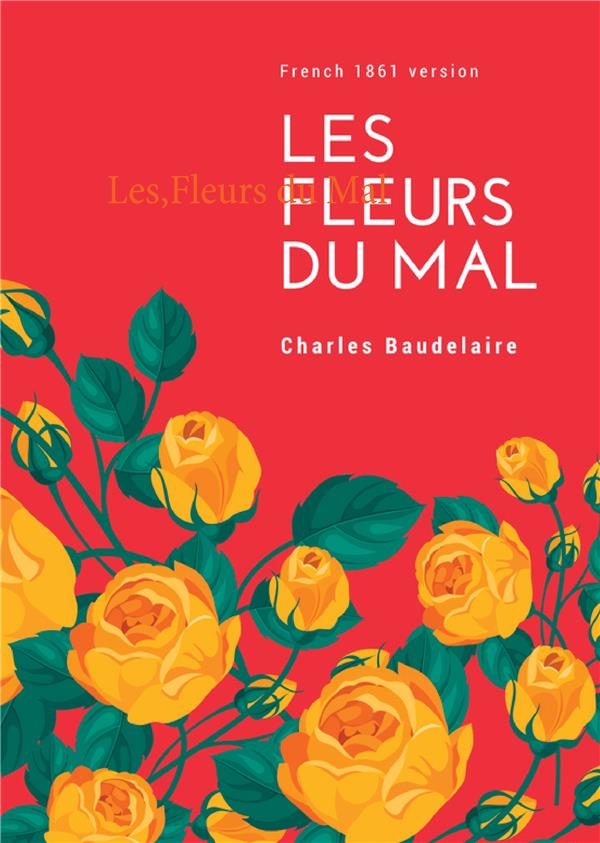 French 1861 version
LES
Les,Fleurs du Mal
FLEURS
DU MAL
Charles Baudelaire